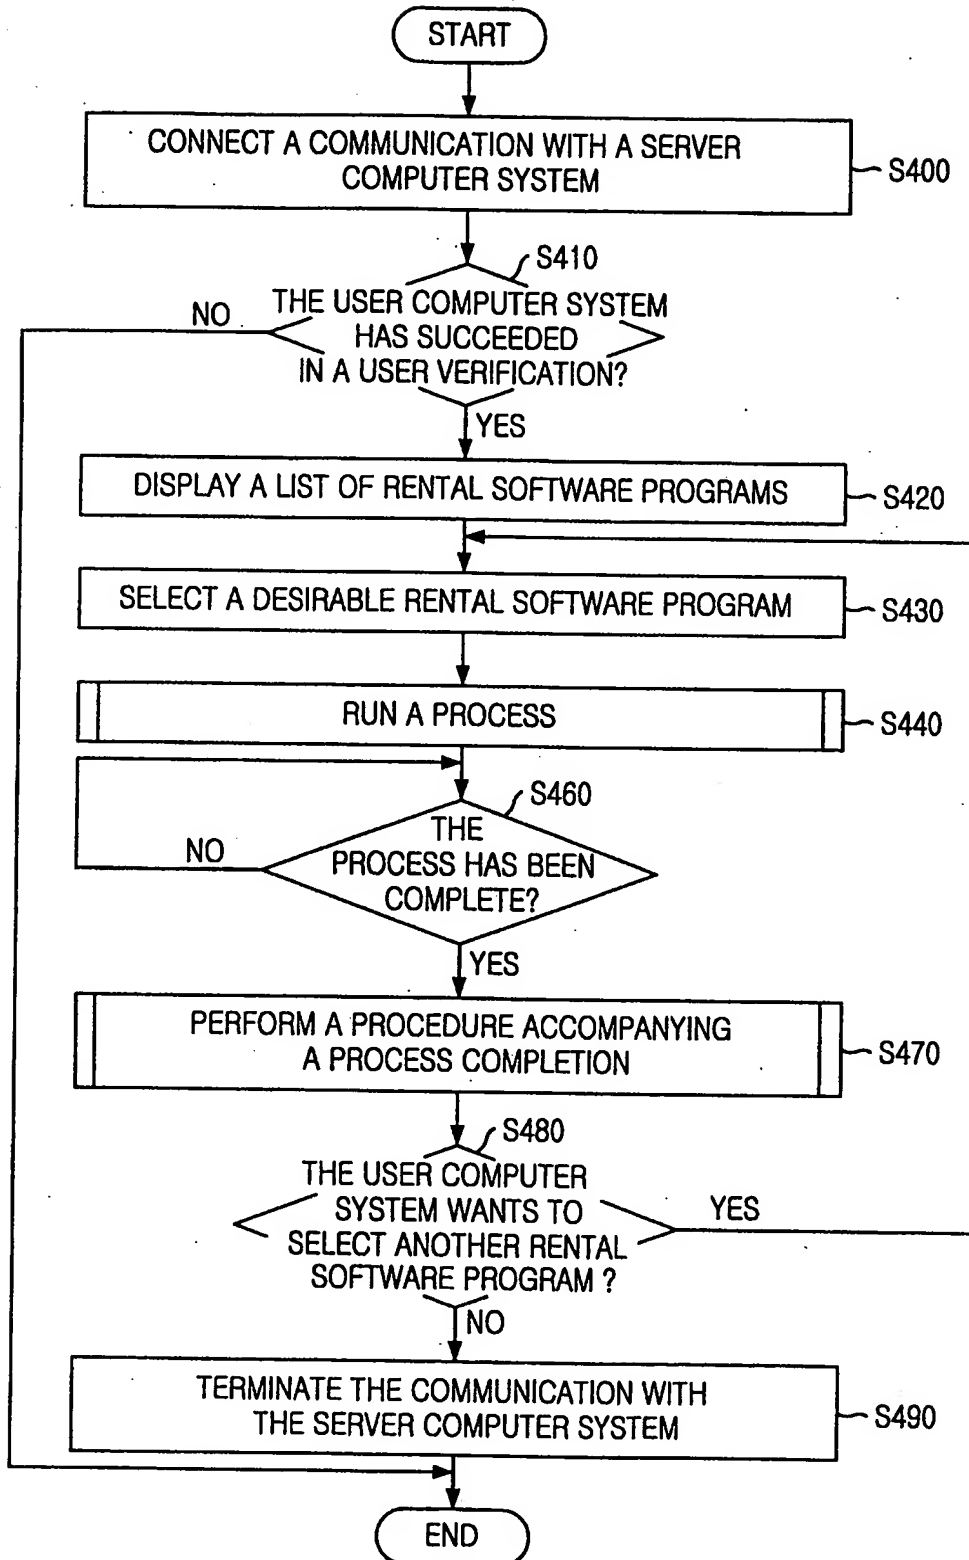 START
CONNECT A COMMUNICATION WITH A SERVER
COMPUTER SYSTEM
S400
S410
THE USER COMPUTER SYSTEM
HAS SUCCEEDED
IN A USER VERIFICATION?
NO
YES
DISPLAY A LIST OF RENTAL SOFTWARE PROGRAMS
S420
SELECT A DESIRABLE RENTAL SOFTWARE PROGRAM
S430
RUN A PROCESS
S440
S460
THE
PROCESS HAS BEEN
COMPLETE?
NO
YES
PERFORM A PROCEDURE ACCOMPANYING
A PROCESS COMPLETION
S470
S480
THE USER COMPUTER
SYSTEM WANTS TO
SELECT ANOTHER RENTAL
SOFTWARE PROGRAM ?
YES
NO
TERMINATE THE COMMUNICATION WITH
THE SERVER COMPUTER SYSTEM
S490
END